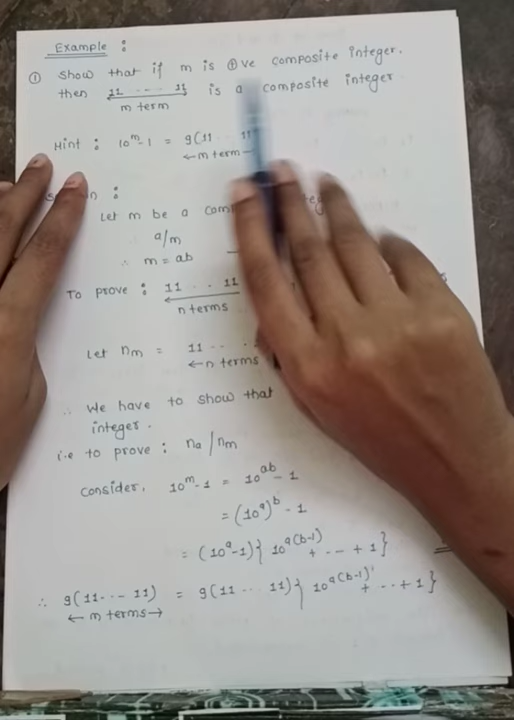 Example :
① Show that if m is ⊕ve composite integer.
then 11 .... 11 is a composite integer
m term
Hint : 10^m-1 = 9(11 .. 11
←m term
Let m be a
a/m
∴ m = ab
To prove : 11 .. 11
n terms
Let n_m = 11 ..
←n terms
∴ We have to show that
integer.
i.e to prove : n_a / n_m
Consider, 10^m-1 = 10^ab - 1
= (10^a)^b - 1
= (10^a-1){ 10^a(b-1) + --- + 1}
∴ 9(11--- 11) = 9(11 ... 11){ 10^a(b-1) + --- + 1}
← m terms →